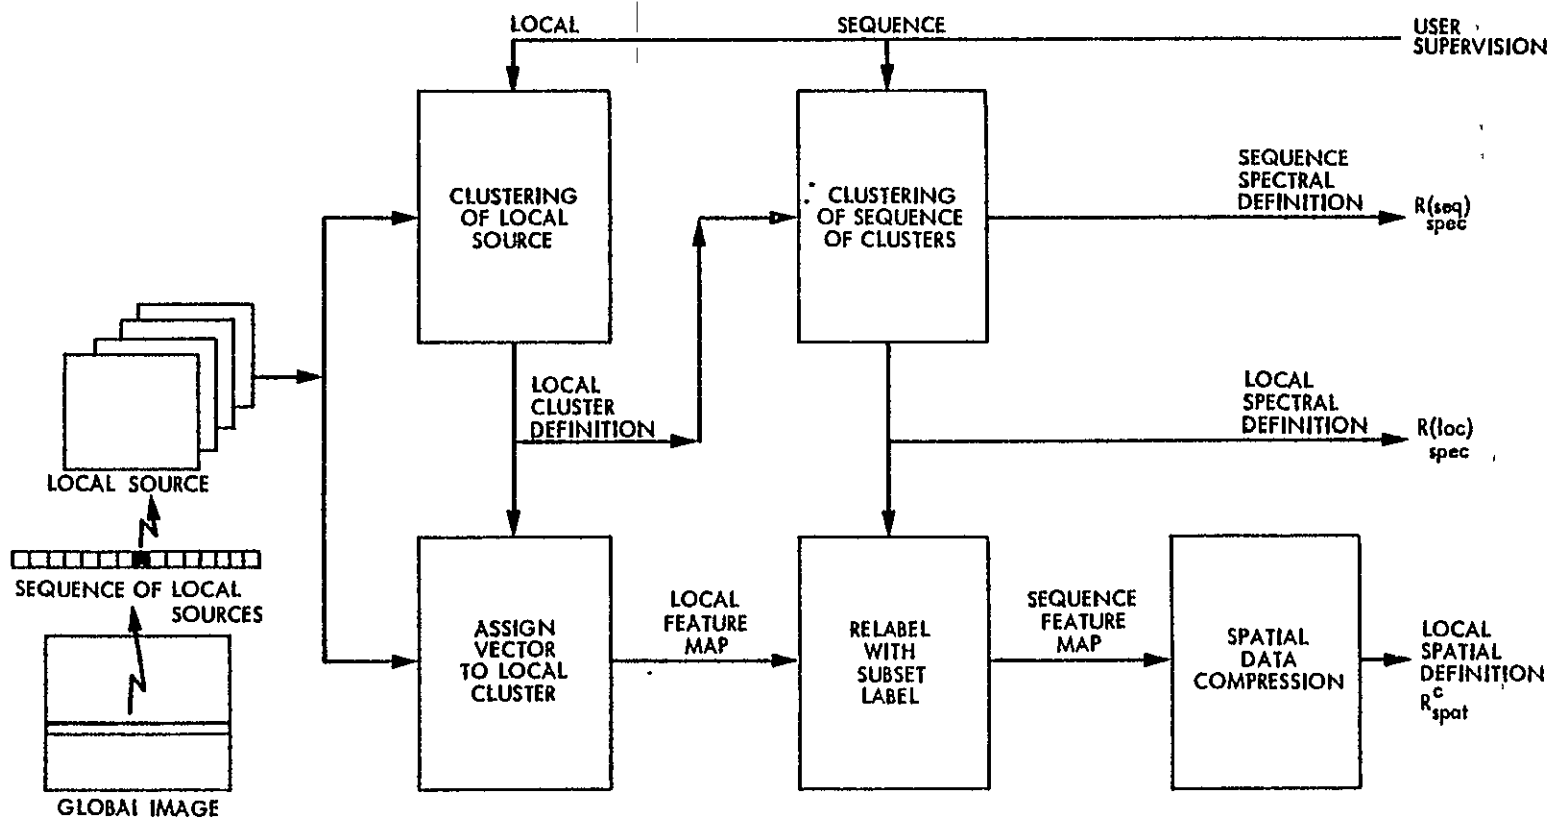 LOCAL
SEQUENCE
USER
SUPERVISION
CLUSTERING
OF LOCAL
SOURCE
CLUSTERING
OF SEQUENCE
OF CLUSTERS
SEQUENCE
SPECTRAL
DEFINITION
R(seq)
spec
LOCAL
CLUSTER
DEFINITION
LOCAL
SPECTRAL
DEFINITION
R(loc)
spec
LOCAL SOURCE
SEQUENCE OF LOCAL
SOURCES
GLOBAL IMAGE
ASSIGN
VECTOR
TO LOCAL
CLUSTER
LOCAL
FEATURE
MAP
RELABEL
WITH
SUBSET
LABEL
SEQUENCE
FEATURE
MAP
SPATIAL
DATA
COMPRESSION
LOCAL
SPATIAL
DEFINITION
R^c_spat